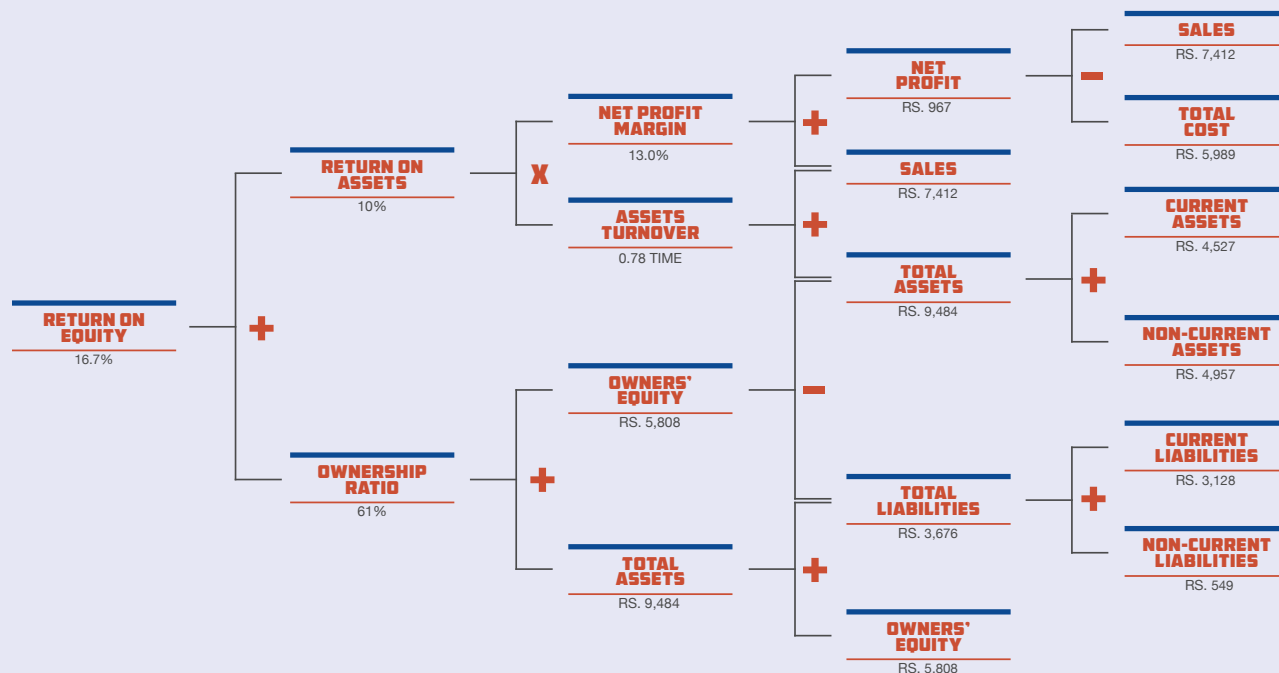 RETURN ON
EQUITY
16.7%
+
RETURN ON
ASSETS
10%
OWNERSHIP
RATIO
61%
X
+
NET PROFIT
MARGIN
13.0%
ASSETS
TURNOVER
0.78 TIME
OWNERS'
EQUITY
RS. 5,808
TOTAL
ASSETS
RS. 9,484
+
+
−
+
NET
PROFIT
RS. 967
SALES
RS. 7,412
TOTAL
ASSETS
RS. 9,484
TOTAL
LIABILITIES
RS. 3,676
OWNERS'
EQUITY
RS. 5,808
−
+
+
SALES
RS. 7,412
TOTAL
COST
RS. 5,989
CURRENT
ASSETS
RS. 4,527
NON-CURRENT
ASSETS
RS. 4,957
CURRENT
LIABILITIES
RS. 3,128
NON-CURRENT
LIABILITIES
RS. 549